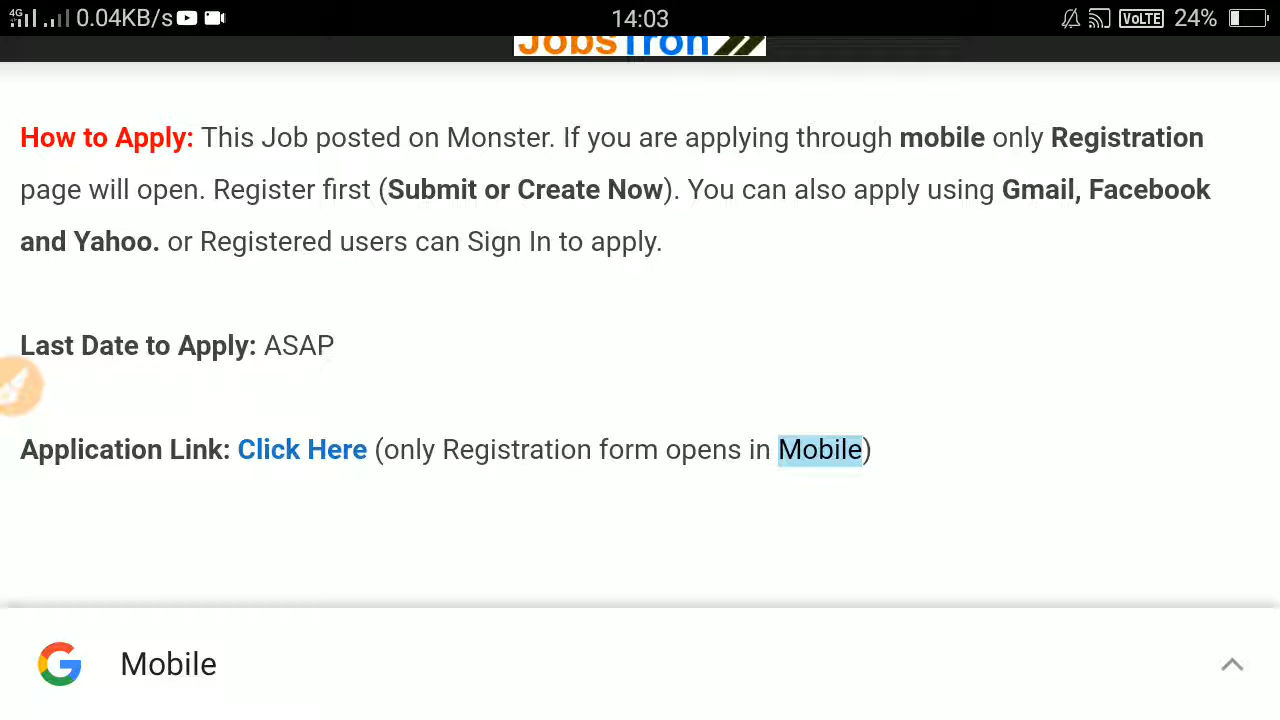 4G 0.04KB/s 14:03 VoLTE 24%
JobsTron
How to Apply: This Job posted on Monster. If you are applying through mobile only Registration
page will open. Register first (Submit or Create Now). You can also apply using Gmail, Facebook
and Yahoo. or Registered users can Sign In to apply.
Last Date to Apply: ASAP
Application Link: Click Here (only Registration form opens in Mobile)
Mobile